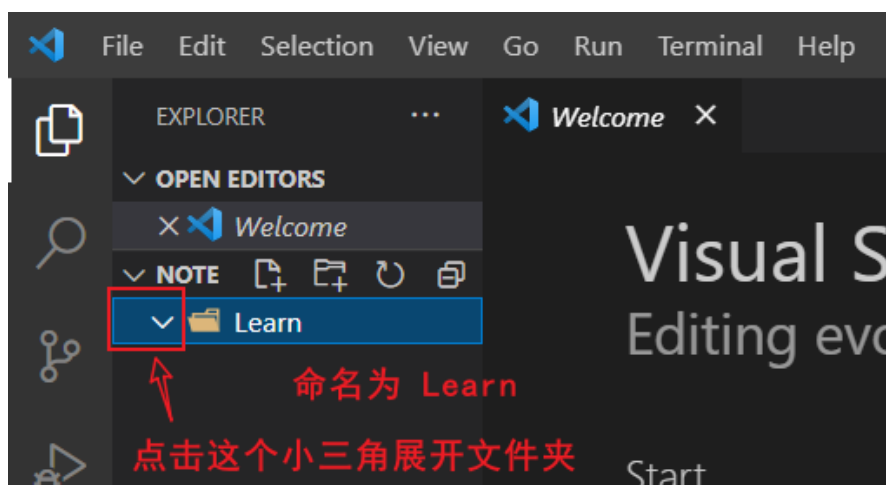 File Edit Selection View Go Run Terminal Help
EXPLORER ··· Welcome ×
OPEN EDITORS
× Welcome
NOTE
Learn
命名为 Learn
点击这个小三角展开文件夹
Visual S
Editing evo
Start